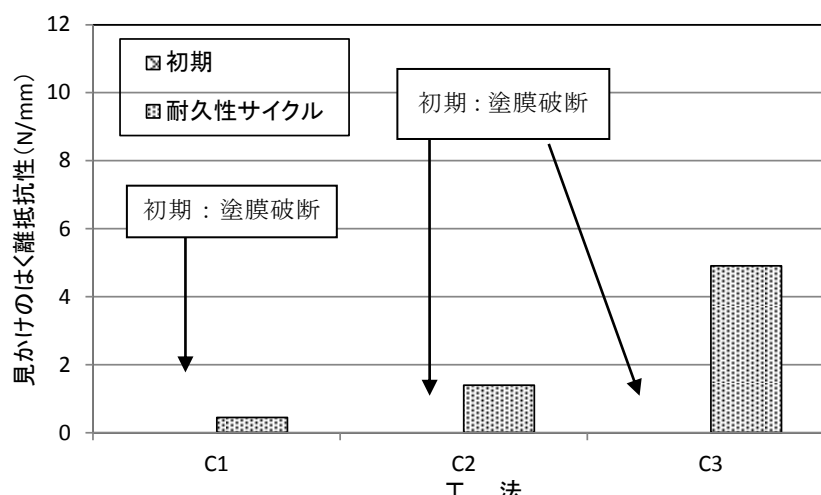 見かけのはく離抵抗性(N/mm)
12
10
8
6
4
2
0
初期
耐久性サイクル
初期：塗膜破断
初期：塗膜破断
C1
C2
C3
工　法